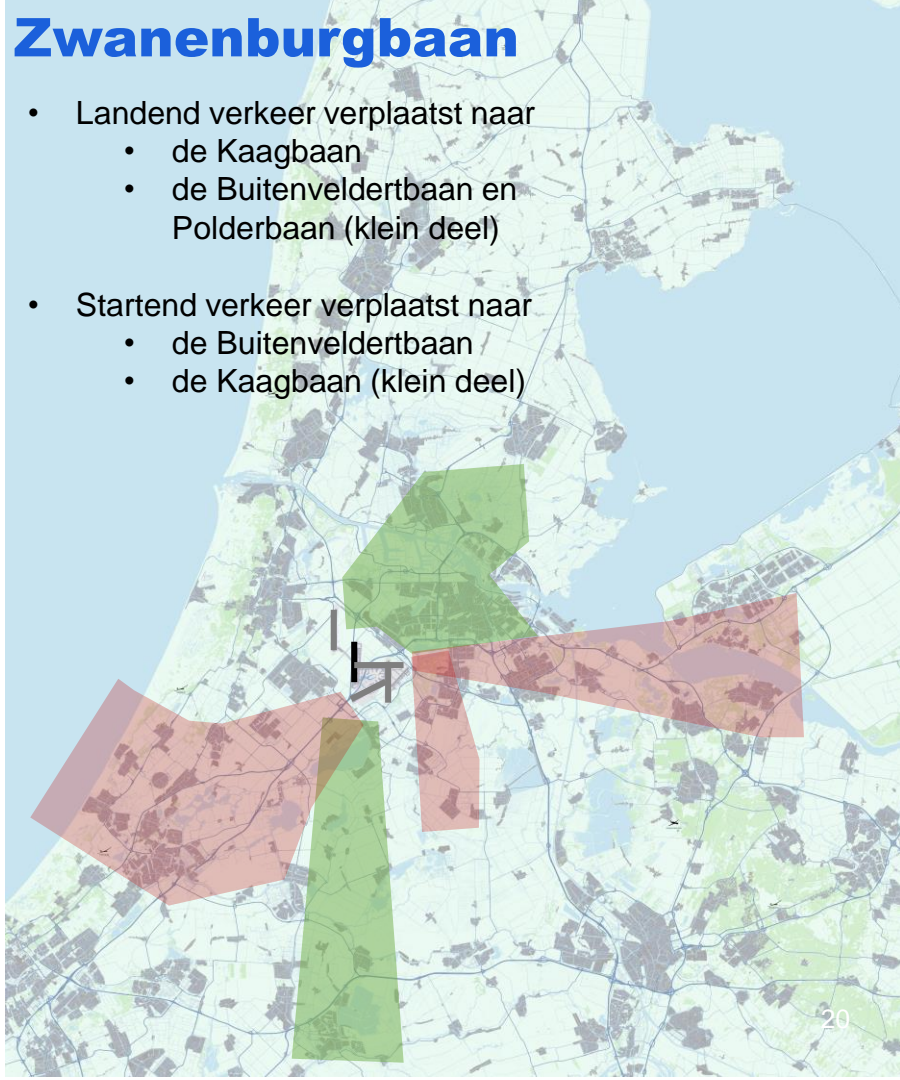 Zwanenburgbaan
• Landend verkeer verplaatst naar
• de Kaagbaan
• de Buitenveldertbaan en
Polderbaan (klein deel)
• Startend verkeer verplaatst naar
• de Buitenveldertbaan
• de Kaagbaan (klein deel)
20